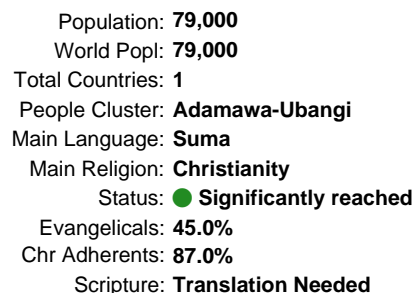 Population: 79,000
World Popl: 79,000
Total Countries: 1
People Cluster: Adamawa-Ubangi
Main Language: Suma
Main Religion: Christianity
Status: Significantly reached
Evangelicals: 45.0%
Chr Adherents: 87.0%
Scripture: Translation Needed